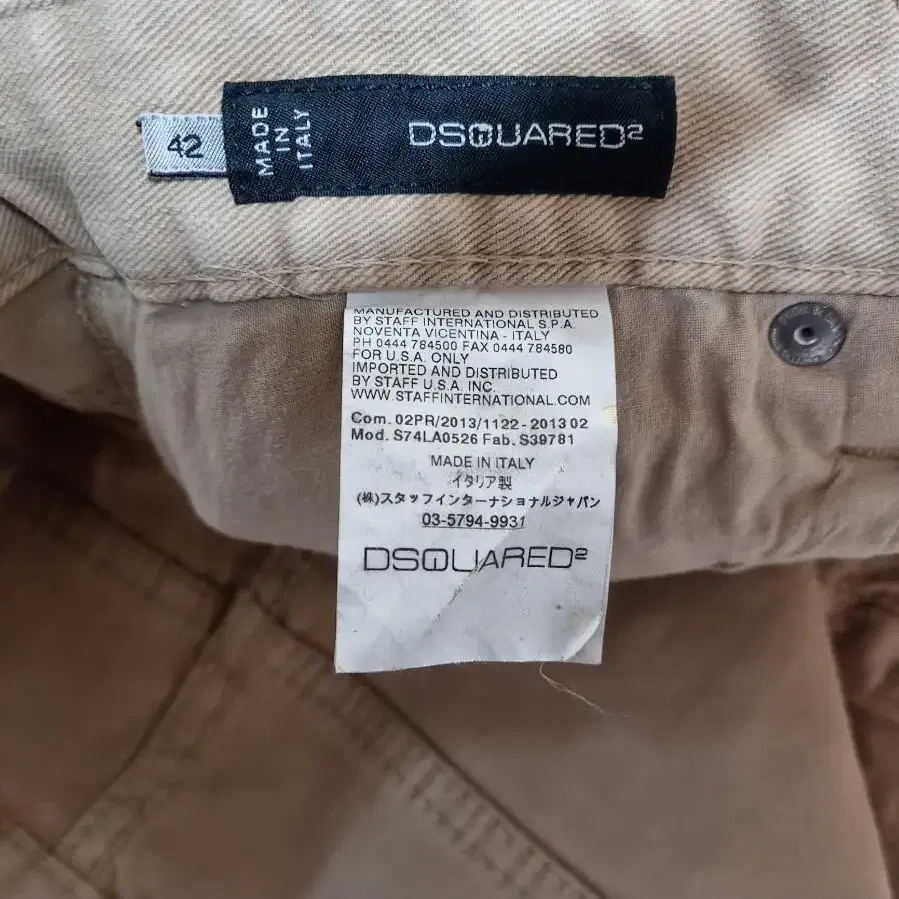 42
MADE
IN
ITALY
DSQUARED²
MANUFACTURED AND DISTRIBUTED
BY STAFF INTERNATIONAL S.P.A.
NOVENTA VICENTINA - ITALY
PH 0444 784500 FAX 0444 784580
FOR U.S.A. ONLY
IMPORTED AND DISTRIBUTED
BY STAFF U.S.A. INC.
WWW.STAFFINTERNATIONAL.COM
Com. 02PR/2013/1122 - 2013 02
Mod. S74LA0526 Fab. S39781
MADE IN ITALY
イタリア製
(株)スタッフインターナショナルジャパン
03-5794-9931
DSQUARED²